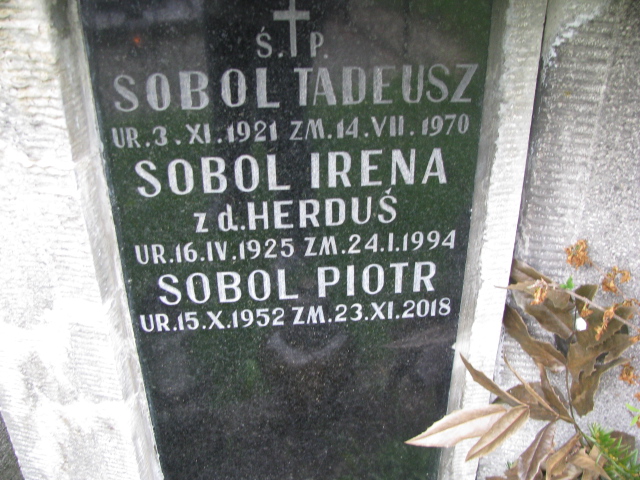 Ś. P.
SOBOL TADEUSZ
UR. 3. XI. 1921 ZM. 14. VII. 1970
SOBOL IRENA
z d. HERDUŚ
UR. 16. IV. 1925 ZM. 24. I. 1994
SOBOL PIOTR
UR. 15. X. 1952 ZM. 23. XI. 2018